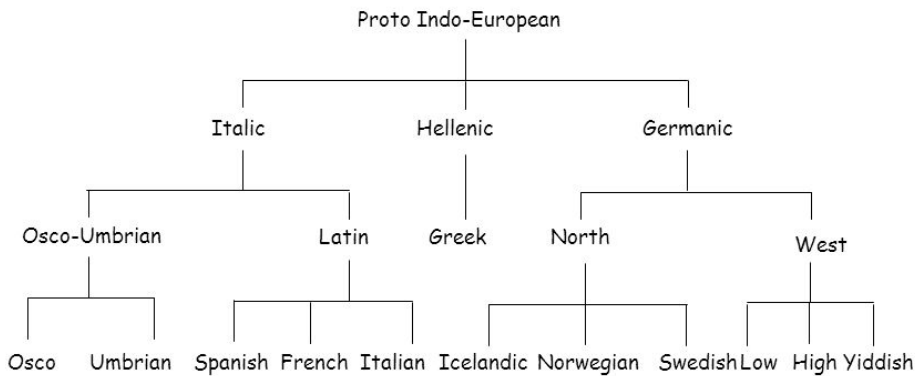 Proto Indo-European
Italic Hellenic Germanic
Osco-Umbrian Latin Greek North West
Osco Umbrian Spanish French Italian Icelandic Norwegian Swedish Low High Yiddish